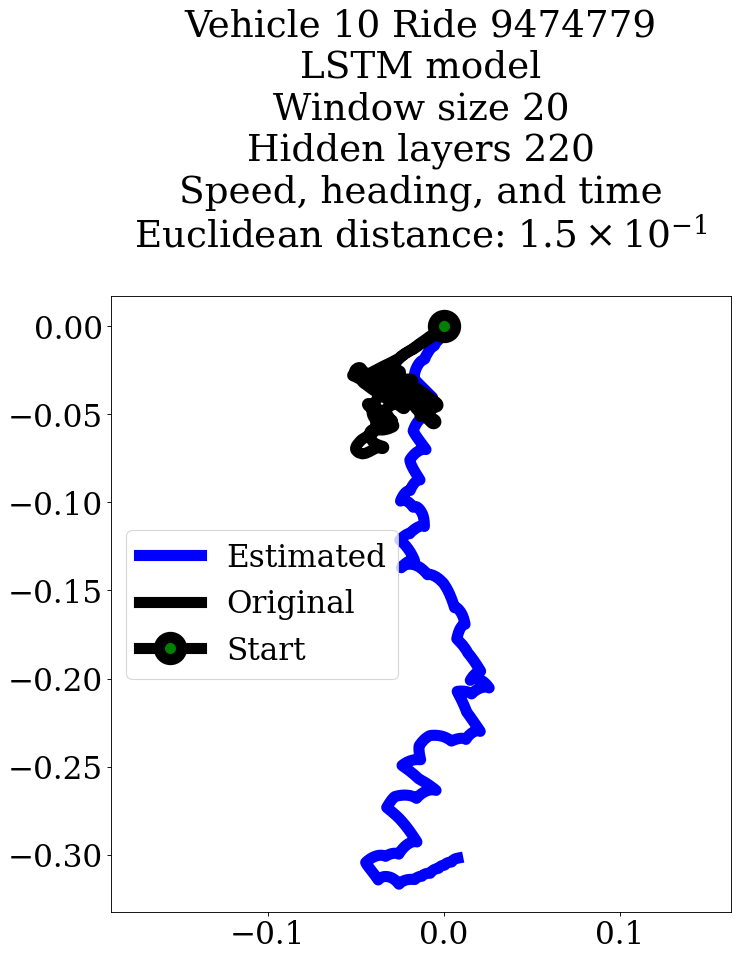 Vehicle 10 Ride 9474779
LSTM model
Window size 20
Hidden layers 220
Speed, heading, and time
Euclidean distance: 1.5 × 10⁻¹
0.00
−0.05
−0.10
−0.15
−0.20
−0.25
−0.30
Estimated
Original
Start
−0.1
0.0
0.1